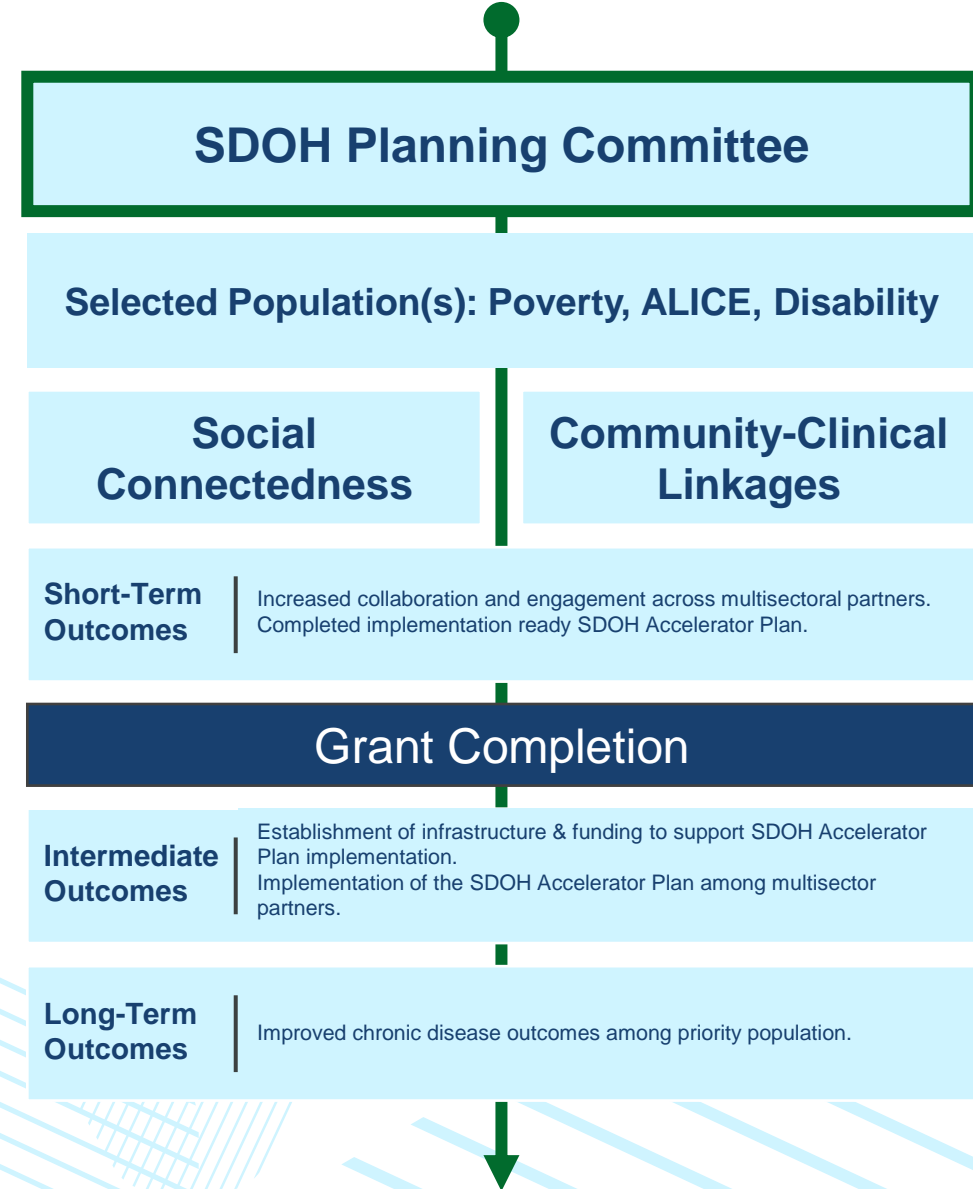 SDOH Planning Committee
Selected Population(s): Poverty, ALICE, Disability
Social
Connectedness
Community-Clinical
Linkages
Short-Term
Outcomes
Increased collaboration and engagement across multisectoral partners.
Completed implementation ready SDOH Accelerator Plan.
Grant Completion
Intermediate
Outcomes
Establishment of infrastructure & funding to support SDOH Accelerator
Plan implementation.
Implementation of the SDOH Accelerator Plan among multisector
partners.
Long-Term
Outcomes
Improved chronic disease outcomes among priority population.